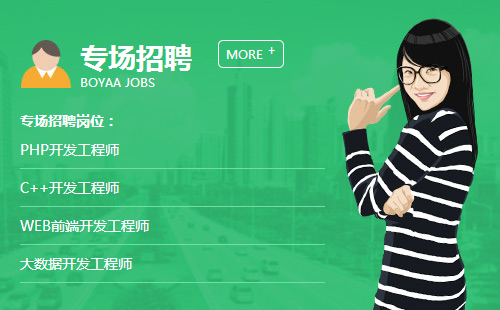 专场招聘
MORE +
BOYAA JOBS
专场招聘岗位：
PHP开发工程师
C++开发工程师
WEB前端开发工程师
大数据开发工程师